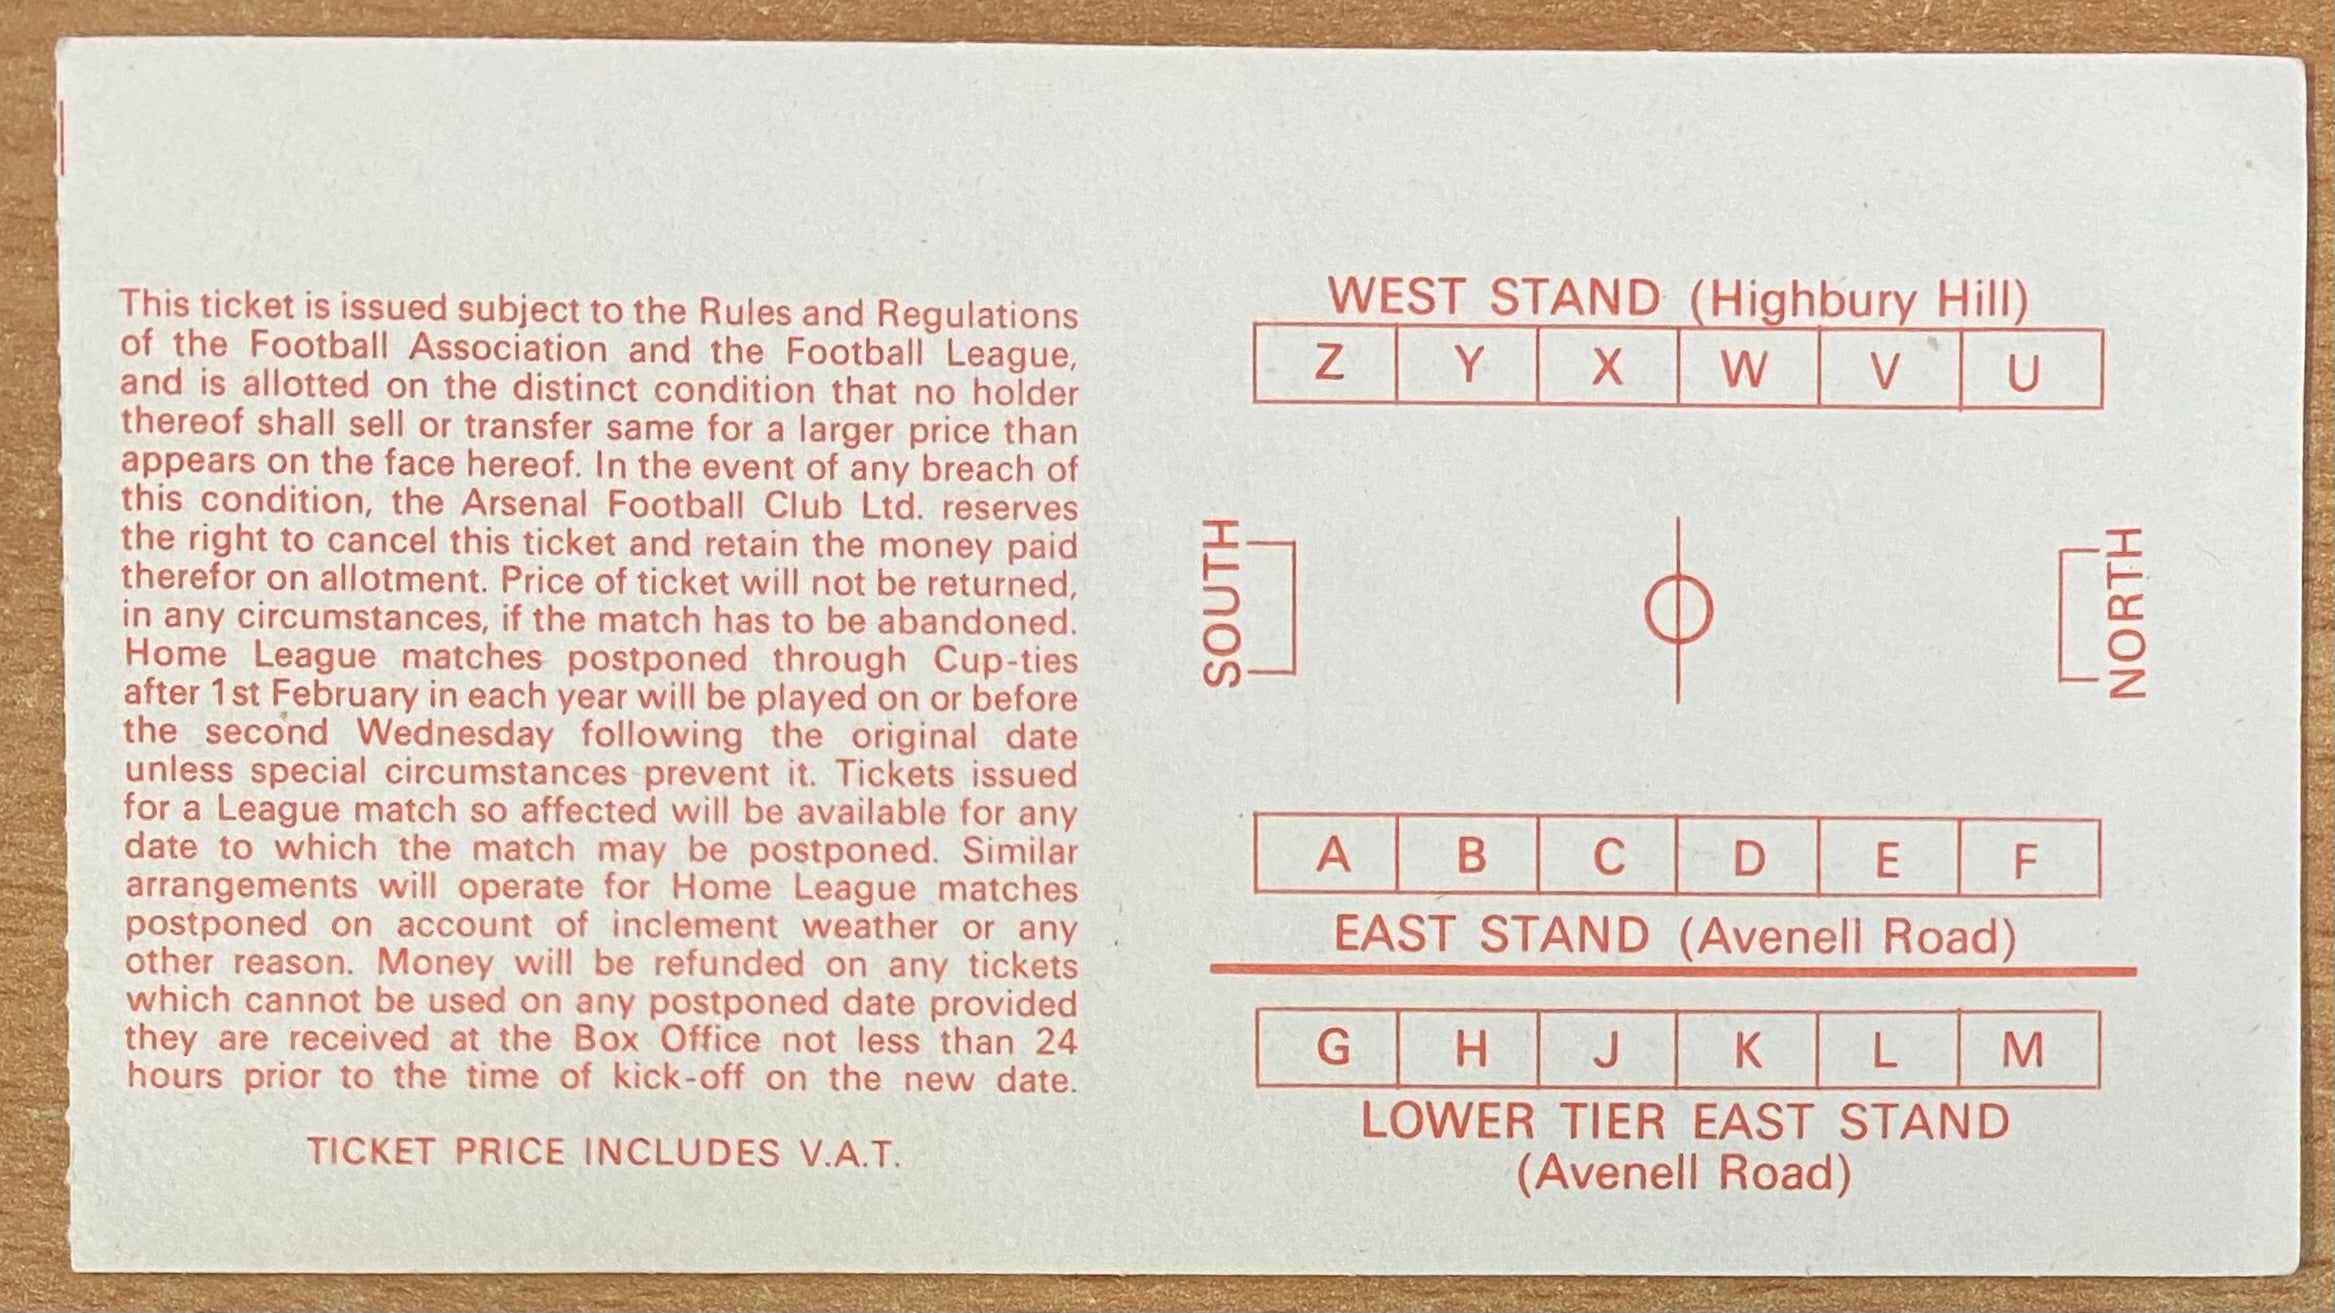 This ticket is issued subject to the Rules and Regulations
of the Football Association and the Football League,
and is allotted on the distinct condition that no holder
thereof shall sell or transfer same for a larger price than
appears on the face hereof. In the event of any breach of
this condition, the Arsenal Football Club Ltd. reserves
the right to cancel this ticket and retain the money paid
therefor on allotment. Price of ticket will not be returned,
in any circumstances, if the match has to be abandoned.
Home League matches postponed through Cup-ties
after 1st February in each year will be played on or before
the second Wednesday following the original date
unless special circumstances prevent it. Tickets issued
for a League match so affected will be available for any
date to which the match may be postponed. Similar
arrangements will operate for Home League matches
postponed on account of inclement weather or any
other reason. Money will be refunded on any tickets
which cannot be used on any postponed date provided
they are received at the Box Office not less than 24
hours prior to the time of kick-off on the new date.
TICKET PRICE INCLUDES V.A.T.
WEST STAND (Highbury Hill)
Z Y X W V U
SOUTH
NORTH
A B C D E F
EAST STAND (Avenell Road)
G H J K L M
LOWER TIER EAST STAND
(Avenell Road)